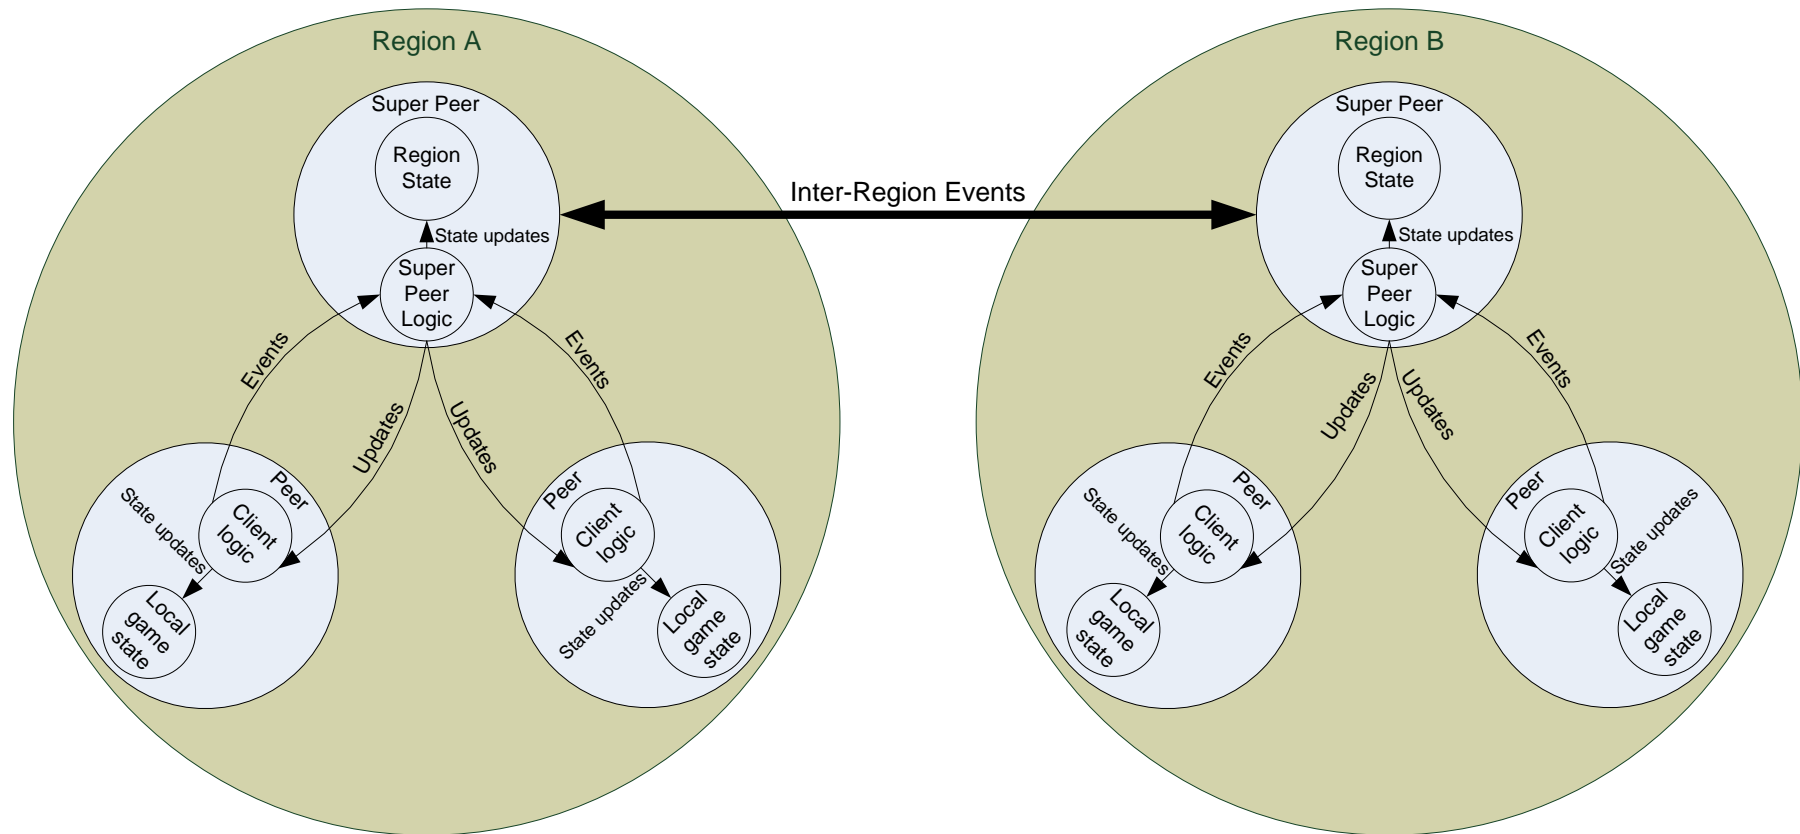 Region A
Super Peer
Region
State
State updates
Super
Peer
Logic
Events
Events
Updates
Updates
Peer
State updates
Client
logic
Local
game
state
Peer
Client
logic
State updates
Local
game
state
Inter-Region Events
Region B
Super Peer
Region
State
State updates
Super
Peer
Logic
Events
Events
Updates
Updates
Peer
State updates
Client
logic
Local
game
state
Peer
Client
logic
State updates
Local
game
state